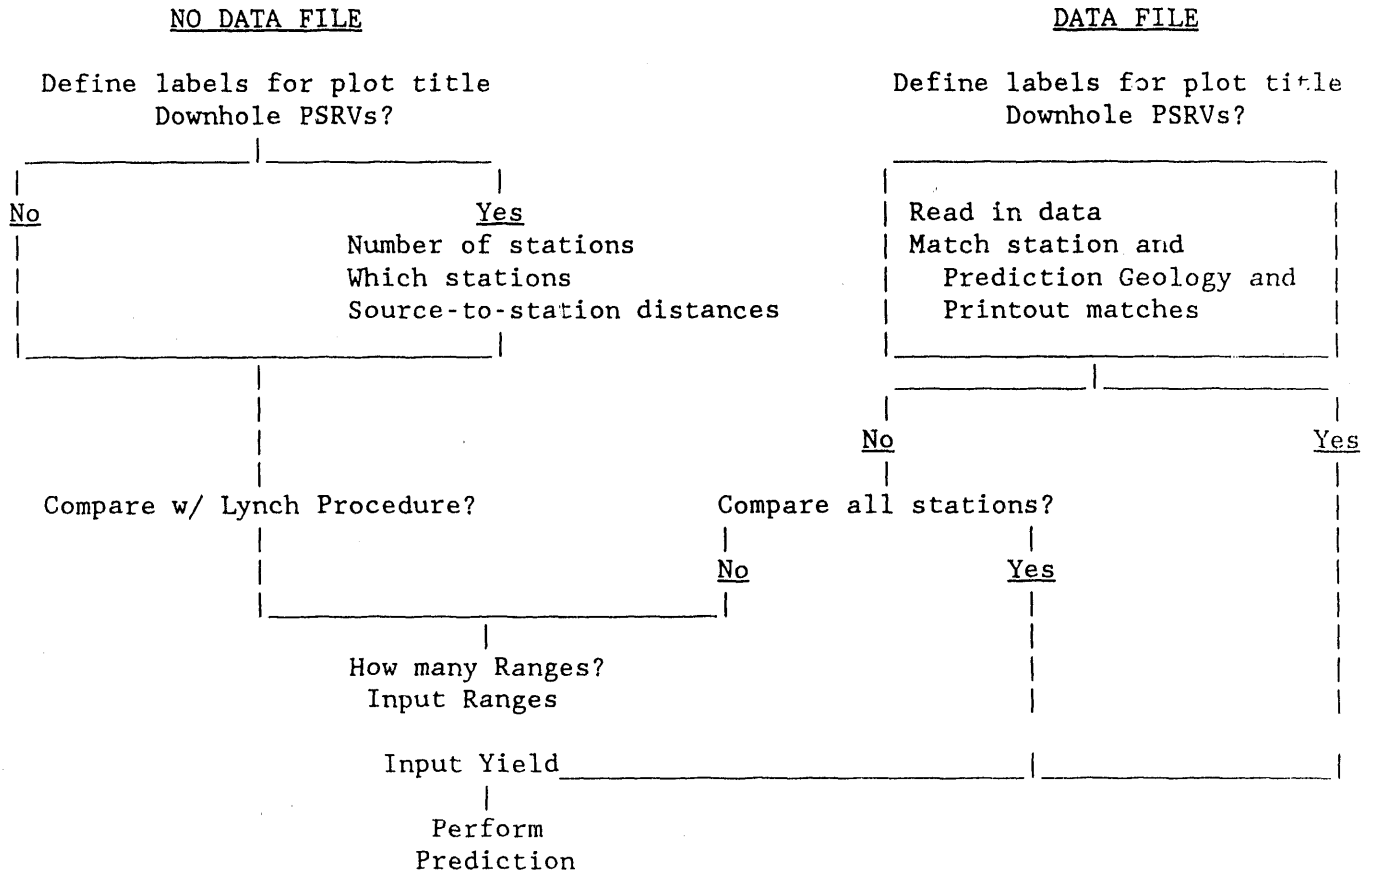 NO DATA FILE
Define labels for plot title
Downhole PSRVs?
No
Yes
Number of stations
Which stations
Source-to-station distances
Compare w/ Lynch Procedure?
DATA FILE
Define labels for plot title
Downhole PSRVs?
Read in data
Match station and
Prediction Geology and
Printout matches
No
Yes
Compare all stations?
No
Yes
How many Ranges?
Input Ranges
Input Yield
Perform
Prediction